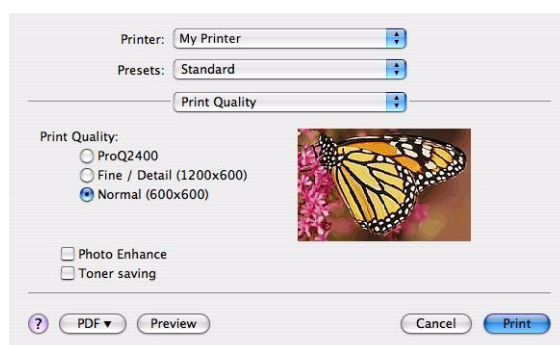 Printer: My Printer
Presets: Standard
Print Quality
Print Quality:
ProQ2400
Fine / Detail (1200x600)
Normal (600x600)
Photo Enhance
Toner saving
? PDF▼ Preview Cancel Print